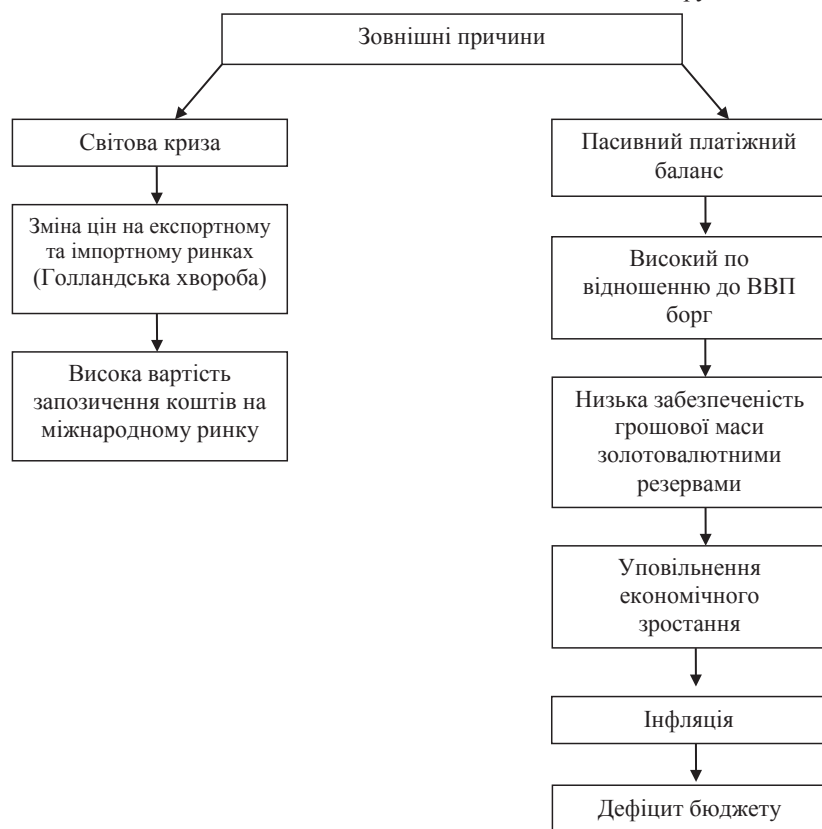 Зовнішні причини
Світова криза
Зміна цін на експортному
та імпортному ринках
(Голландська хвороба)
Висока вартість
запозичення коштів на
міжнародному ринку
Пасивний платіжний
баланс
Високий по
відношенню до ВВП
борг
Низька забезпеченість
грошової маси
золотовалютними
резервами
Уповільнення
економічного
зростання
Інфляція
Дефіцит бюджету